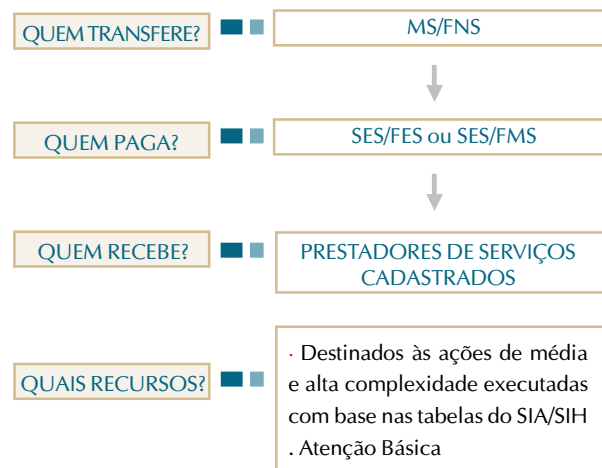 QUEM TRANSFERE?
MS/FNS
QUEM PAGA?
SES/FES ou SES/FMS
QUEM RECEBE?
PRESTADORES DE SERVIÇOS
CADASTRADOS
QUAIS RECURSOS?
· Destinados às ações de média
e alta complexidade executadas
com base nas tabelas do SIA/SIH
. Atenção Básica